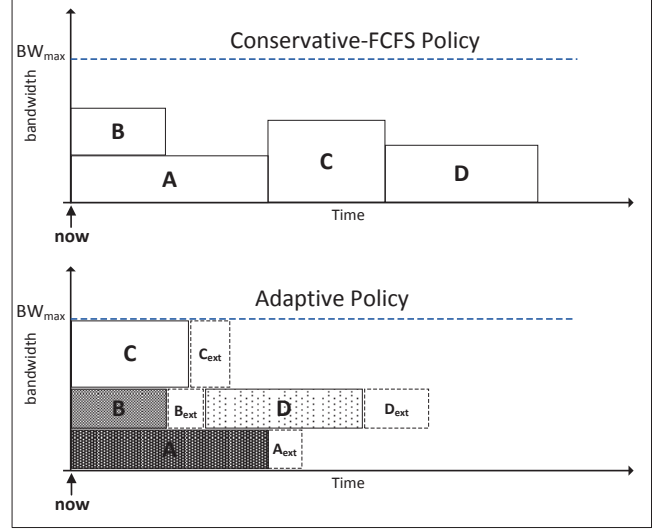 Conservative-FCFS Policy
BWmax
bandwidth
B
A
C
D
Time
now
Adaptive Policy
BWmax
bandwidth
C
Cext
B
Bext
D
Dext
A
Aext
Time
now